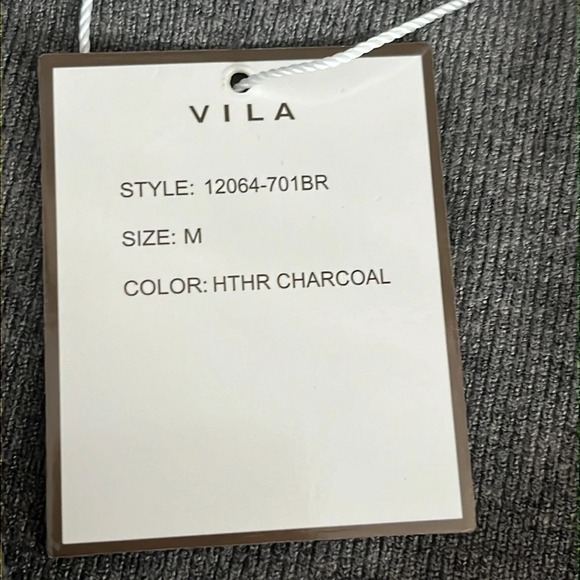 VILA
STYLE: 12064-701BR
SIZE: M
COLOR: HTHR CHARCOAL